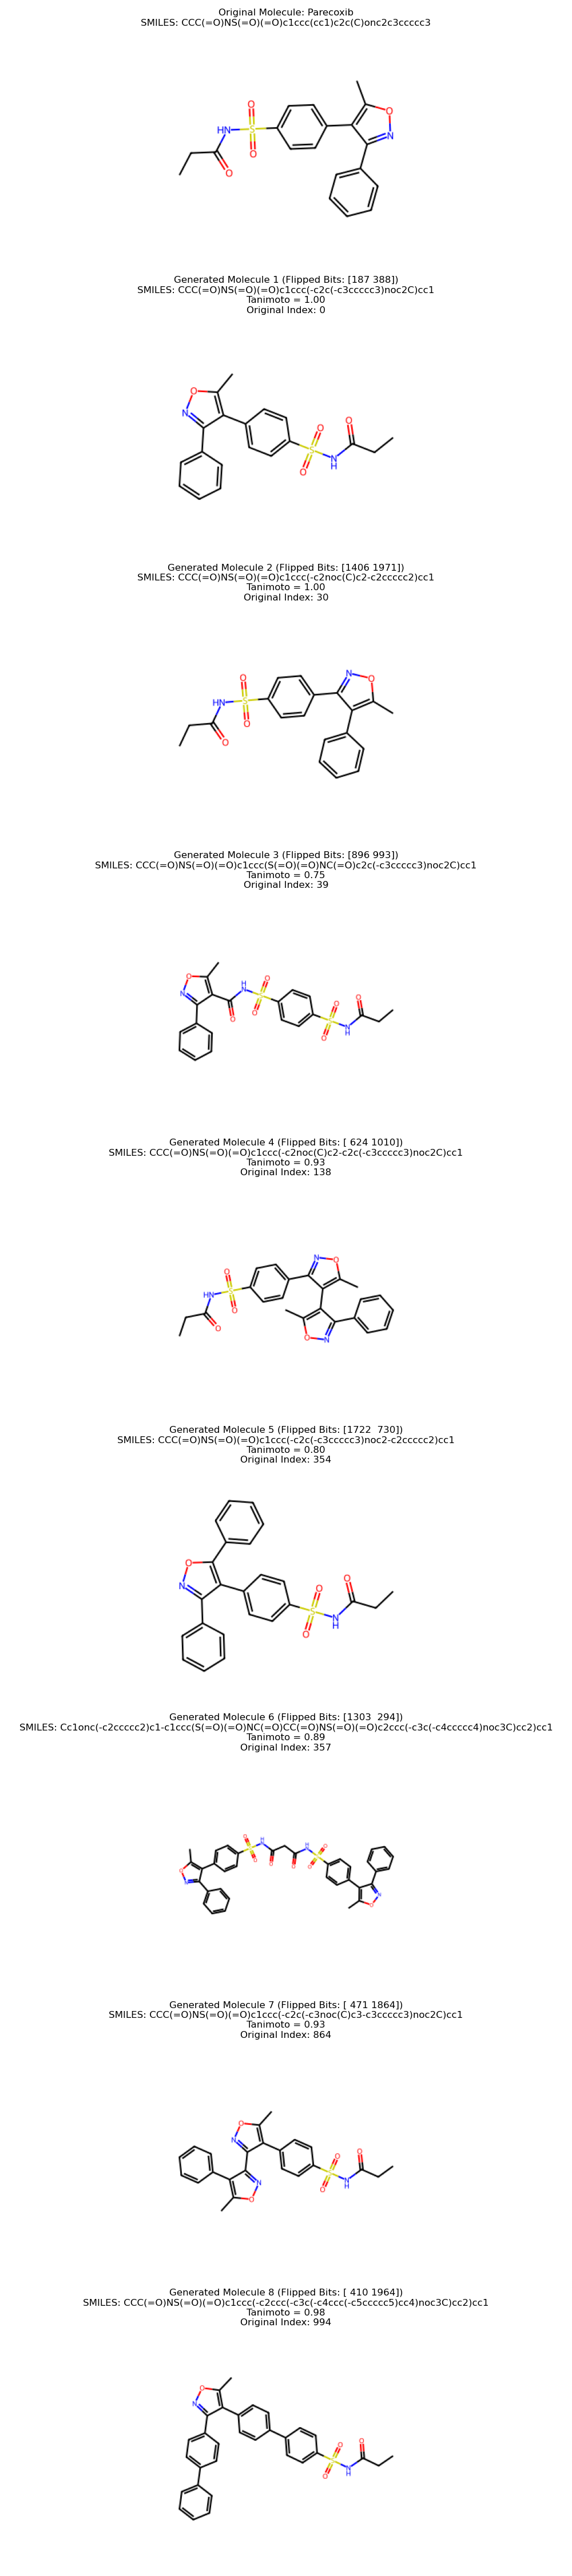 Original Molecule: Parecoxib
SMILES: CCC(=O)NS(=O)(=O)c1ccc(cc1)c2c(C)onc2c3ccccc3
O
HN
S
O
N
O
O
Generated Molecule 1 (Flipped Bits: [187 388])
SMILES: CCC(=O)NS(=O)(=O)c1ccc(-c2c(-c3ccccc3)noc2C)cc1
Tanimoto = 1.00
Original Index: 0
O
N
O
O
S
N
H
O
Generated Molecule 2 (Flipped Bits: [1406 1971])
SMILES: CCC(=O)NS(=O)(=O)c1ccc(-c2noc(C)c2-c2ccccc2)cc1
Tanimoto = 1.00
Original Index: 30
N
O
O
HN
S
O
O
Generated Molecule 3 (Flipped Bits: [896 993])
SMILES: CCC(=O)NS(=O)(=O)c1ccc(S(=O)(=O)NC(=O)c2c(-c3ccccc3)noc2C)cc1
Tanimoto = 0.75
Original Index: 39
O
N
H
N
O
S
O
O
O
S
O
N
H
O
Generated Molecule 4 (Flipped Bits: [ 624 1010])
SMILES: CCC(=O)NS(=O)(=O)c1ccc(-c2noc(C)c2-c2c(-c3ccccc3)noc2C)cc1
Tanimoto = 0.93
Original Index: 138
N
O
O
HN
S
O
O
O
N
Generated Molecule 5 (Flipped Bits: [1722  730])
SMILES: CCC(=O)NS(=O)(=O)c1ccc(-c2c(-c3ccccc3)noc2-c2ccccc2)cc1
Tanimoto = 0.80
Original Index: 354
O
N
O
O
S
N
H
O
Generated Molecule 6 (Flipped Bits: [1303  294])
SMILES: Cc1onc(-c2ccccc2)c1-c1ccc(S(=O)(=O)NC(=O)CC(=O)NS(=O)(=O)c2ccc(-c3c(-c4ccccc4)noc3C)cc2)cc1
Tanimoto = 0.89
Original Index: 357
O
N
O
S
O
H
N
O
O
H
N
O
S
O
N
O
Generated Molecule 7 (Flipped Bits: [ 471 1864])
SMILES: CCC(=O)NS(=O)(=O)c1ccc(-c2c(-c3noc(C)c3-c3ccccc3)noc2C)cc1
Tanimoto = 0.93
Original Index: 864
O
N
N
O
O
O
S
N
H
O
Generated Molecule 8 (Flipped Bits: [ 410 1964])
SMILES: CCC(=O)NS(=O)(=O)c1ccc(-c2ccc(-c3c(-c4ccc(-c5ccccc5)cc4)noc3C)cc2)cc1
Tanimoto = 0.98
Original Index: 994
O
N
O
O
S
N
H
O